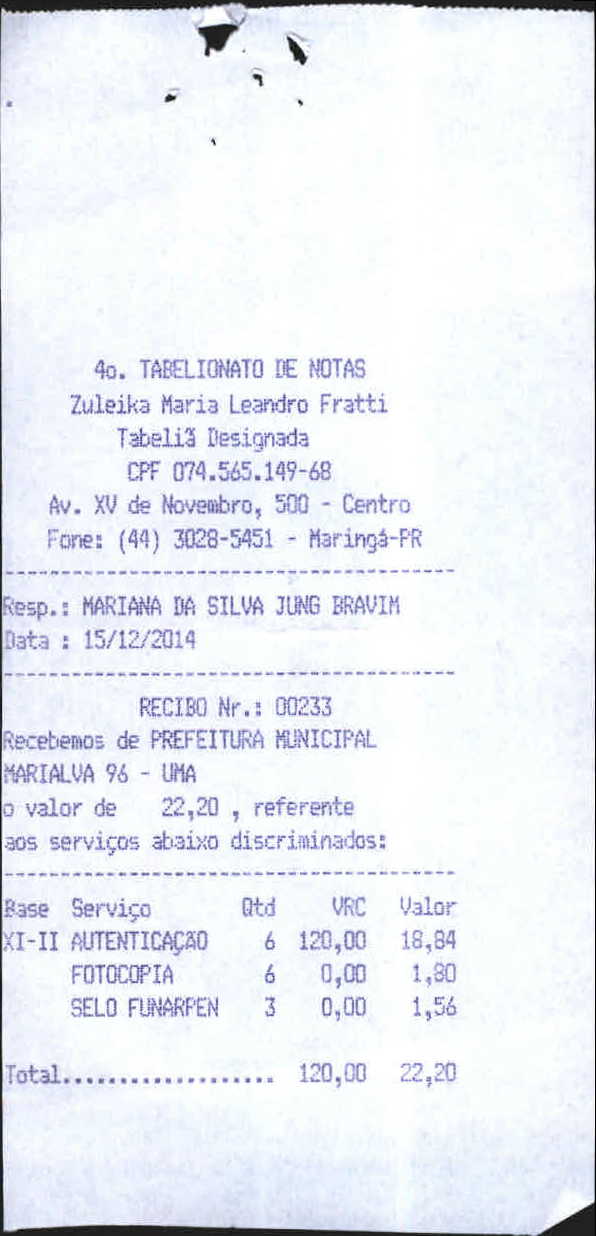 4o. TABELIONATO DE NOTAS
Zuleika Maria Leandro Fratti
Tabeliã Designada
CPF 074.565.149-68
Av. XV de Novembro, 500 - Centro
Fone: (44) 3028-5451 - Maringá-PR
Resp.: MARIANA DA SILVA JUNG BRAVIM
Data : 15/12/2014
RECIBO Nr.: 00233
Recebemos de PREFEITURA MUNICIPAL
MARIALVA 96 - UMA
o valor de 22,20 , referente
aos serviços abaixo discriminados:
Base Serviço Qtd VRC Valor
XI-II AUTENTICAÇÃO 6 120,00 18,84
FOTOCOPIA 6 0,00 1,80
SELO FUNARPEN 3 0,00 1,56
Total................... 120,00 22,20